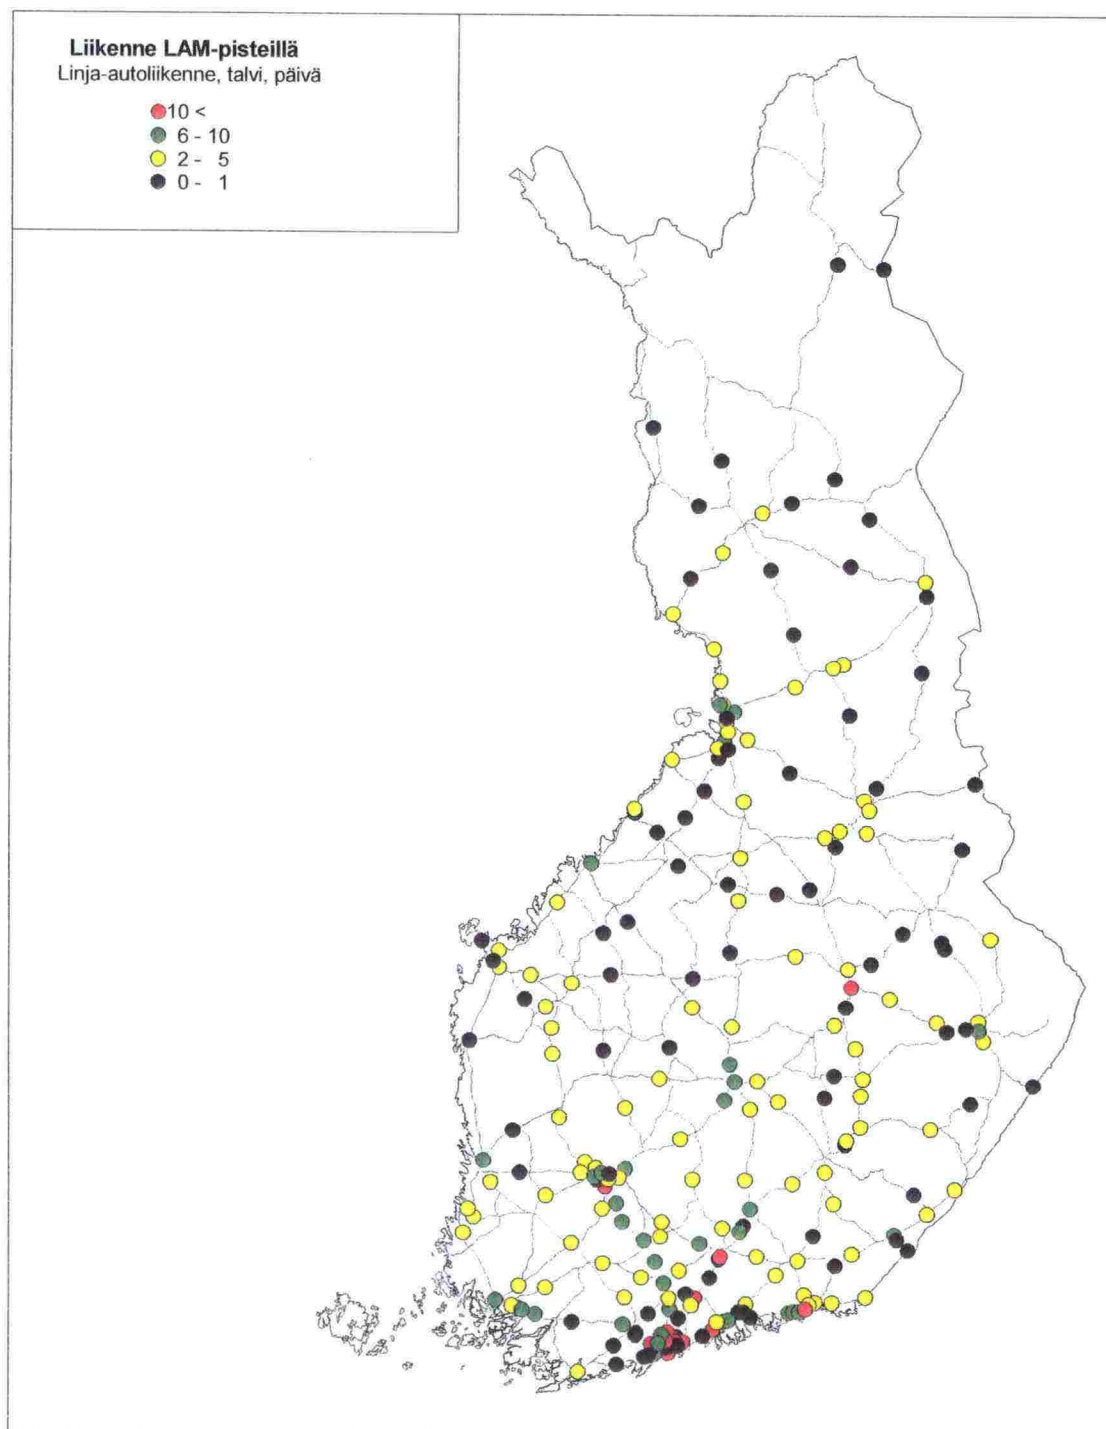 Liikenne LAM-pisteillä
Linja-autoliikenne, talvi, päivä
10 <
6 - 10
2 - 5
0 - 1